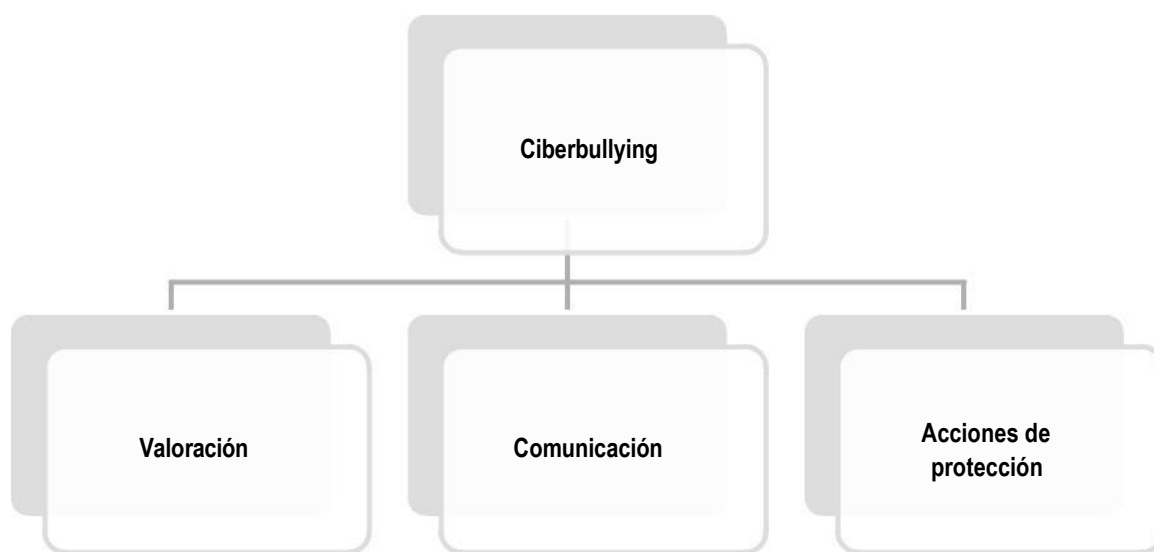 Ciberbullying
Valoración
Comunicación
Acciones de
protección